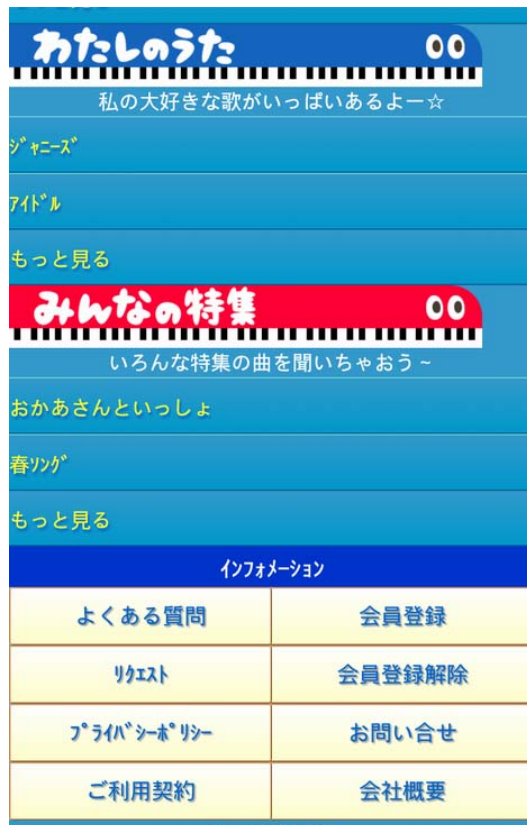 わたしのうた
私の大好きな歌がいっぱいあるよー☆
ｼﾞｬﾆｰｽﾞ
ｱｲﾄﾞﾙ
もっと見る
みんなの特集
いろんな特集の曲を聞いちゃおう～
おかあさんといっしょ
春ｿﾝｸﾞ
もっと見る
ｲﾝﾌｫﾒｰｼｮﾝ
よくある質問 会員登録
ﾘｸｴｽﾄ 会員登録解除
ﾌﾟﾗｲﾊﾞｼｰﾎﾟﾘｼｰ お問い合せ
ご利用契約 会社概要